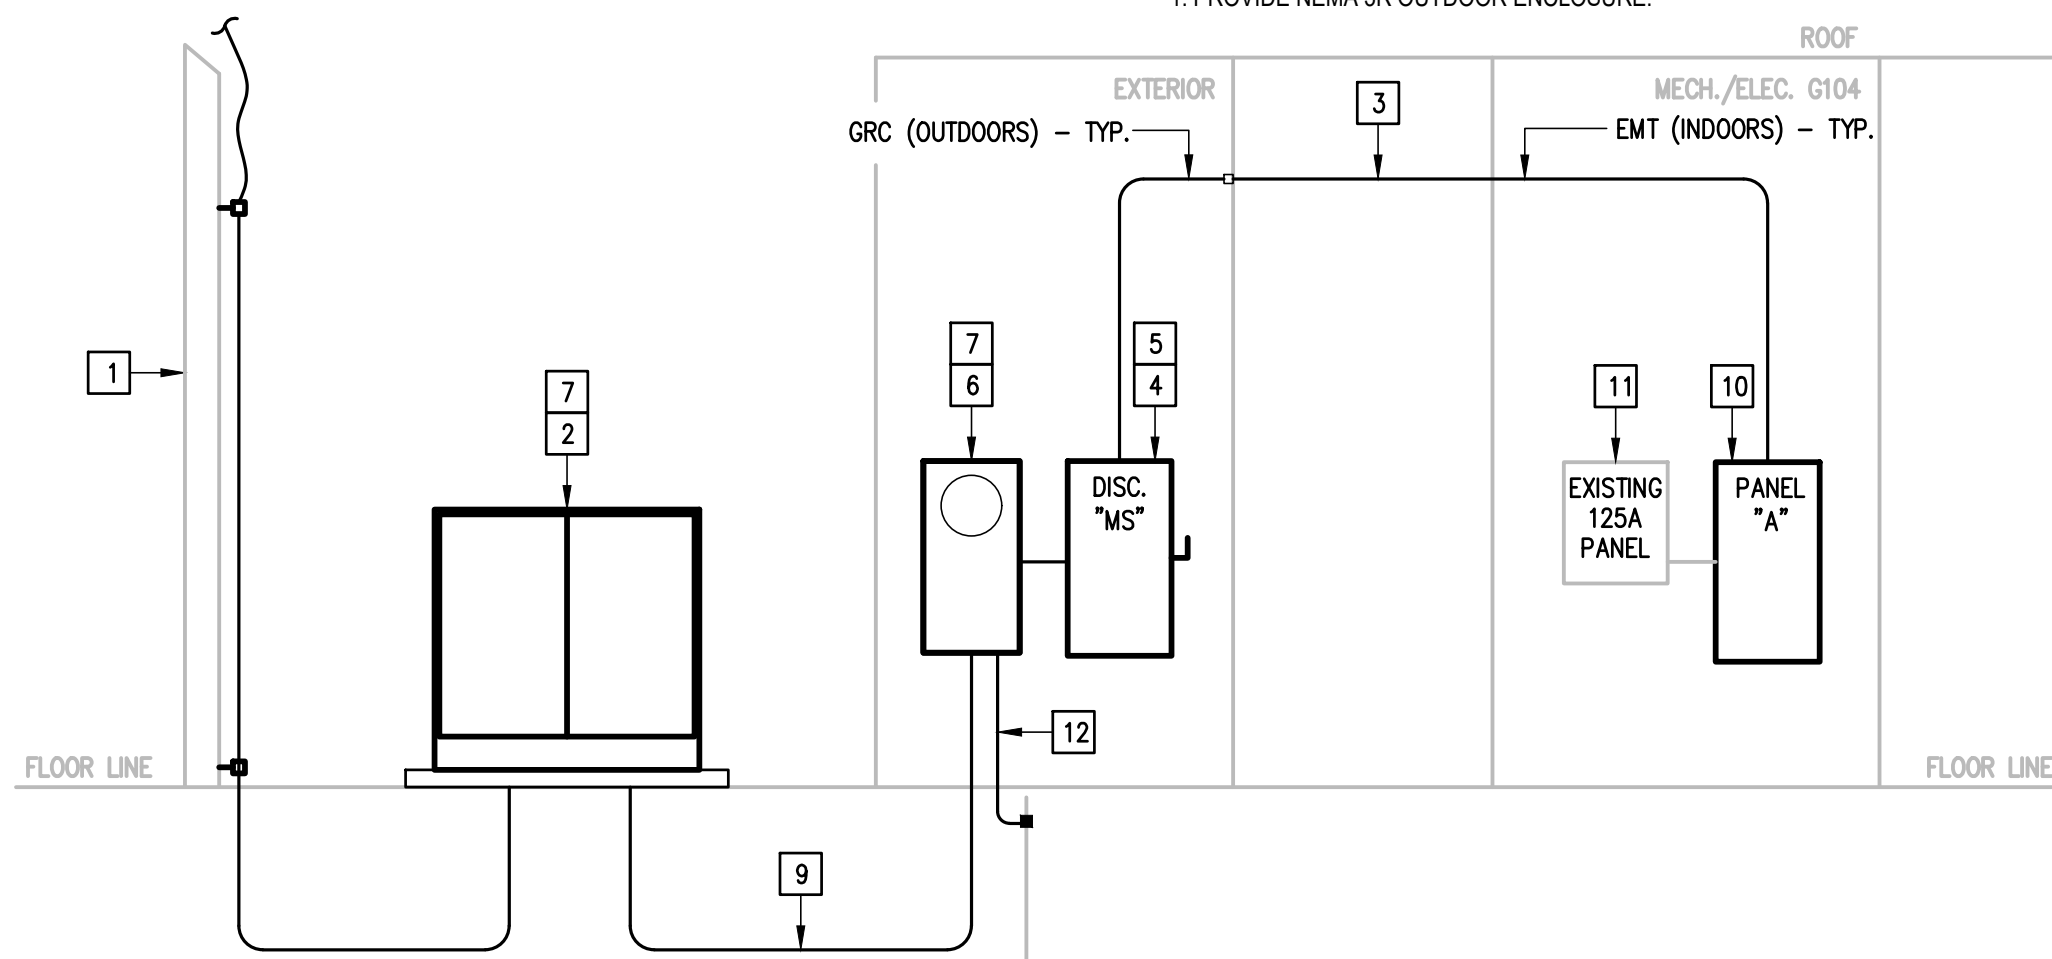 1. PROVIDE NEMA 3R OUTDOOR ENCLOSURE.
ROOF
EXTERIOR
MECH./ELEC. G104
3
GRC (OUTDOORS) – TYP.
EMT (INDOORS) – TYP.
1
7
2
7
6
5
4
11
10
DISC.
"MS"
EXISTING
125A
PANEL
PANEL
"A"
12
FLOOR LINE
FLOOR LINE
9